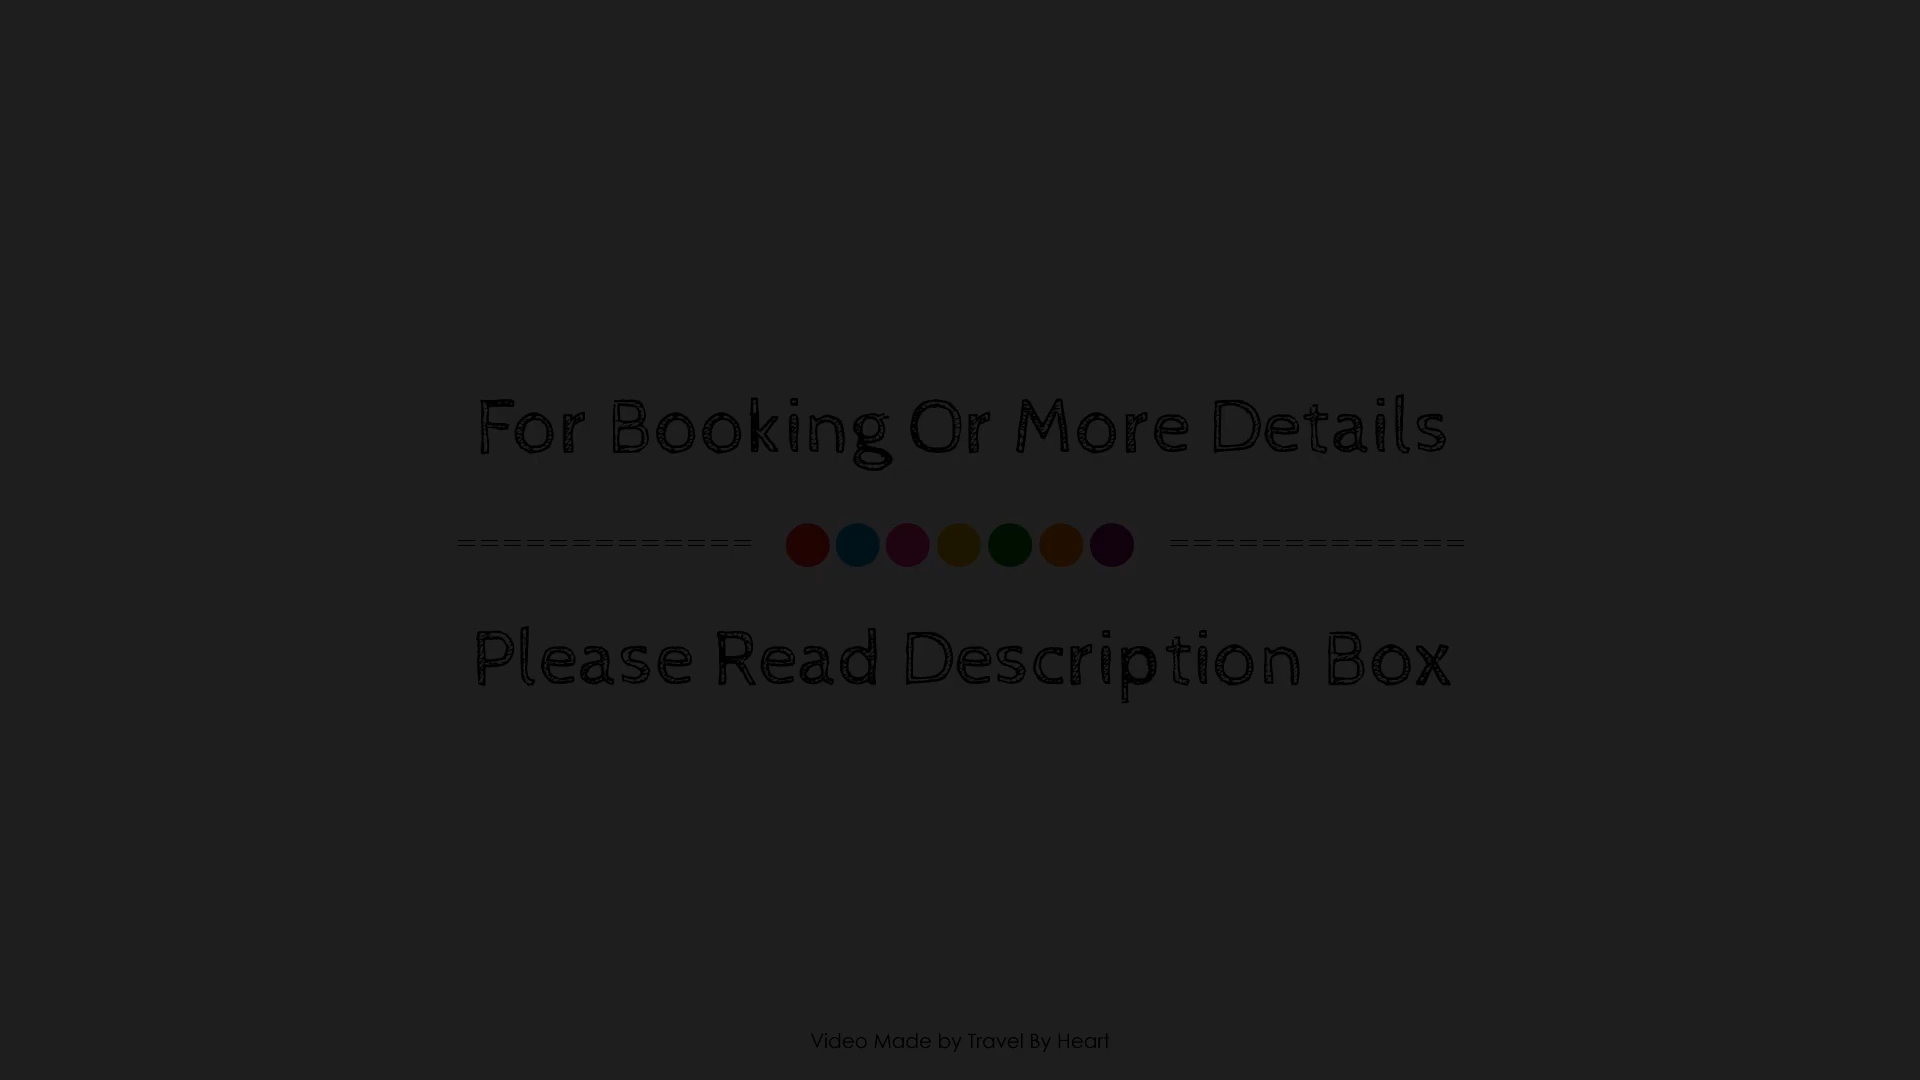 For Booking Or More Details
============= =============
Please Read Description Box
Video Made by Travel By Heart